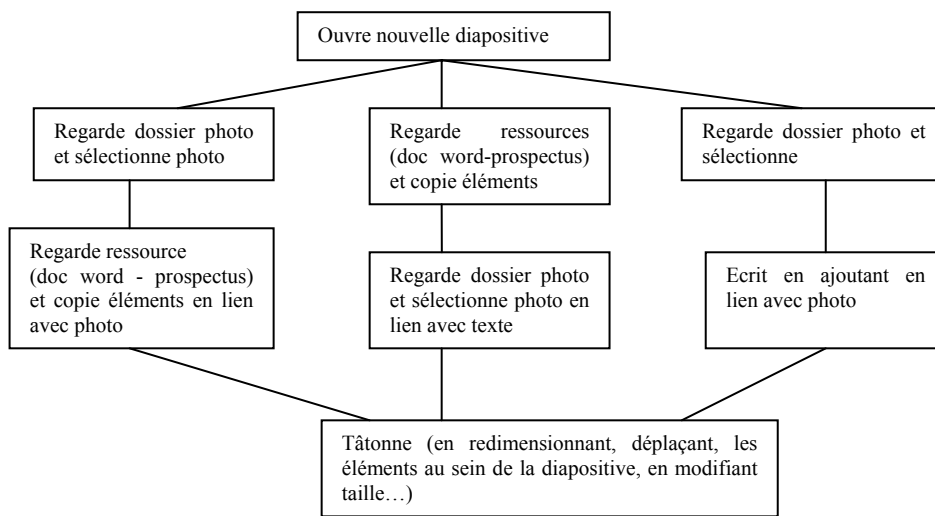 Ouvre nouvelle diapositive
Regarde dossier photo
et sélectionne photo
Regarde ressources
(doc word-prospectus)
et copie éléments
Regarde dossier photo et
sélectionne
Regarde ressource
(doc word - prospectus)
et copie éléments en lien
avec photo
Regarde dossier photo
et sélectionne photo en
lien avec texte
Ecrit en ajoutant en
lien avec photo
Tâtonne (en redimensionnant, déplaçant, les
éléments au sein de la diapositive, en modifiant
taille…)